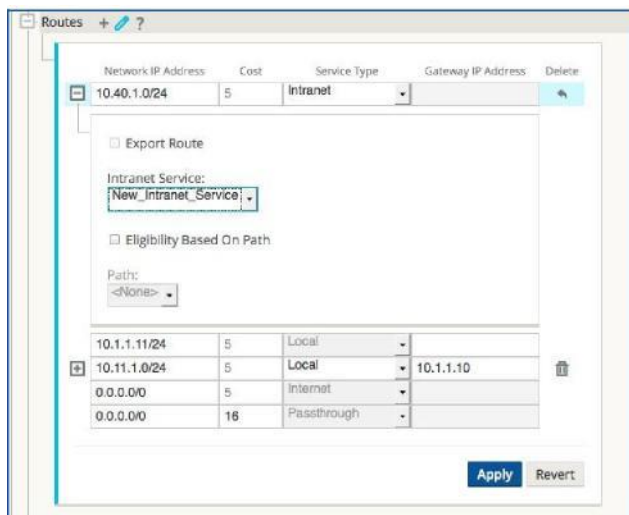 Routes + ?
Network IP Address Cost Service Type Gateway IP Address Delete
10.40.1.0/24 5 Intranet
Export Route
Intranet Service:
New_Intranet_Service
Eligibility Based On Path
Path:
<None>
10.1.1.11/24 5 Local
10.11.1.0/24 5 Local 10.1.1.10
0.0.0.0/0 5 Internet
0.0.0.0/0 16 Passthrough
Apply Revert